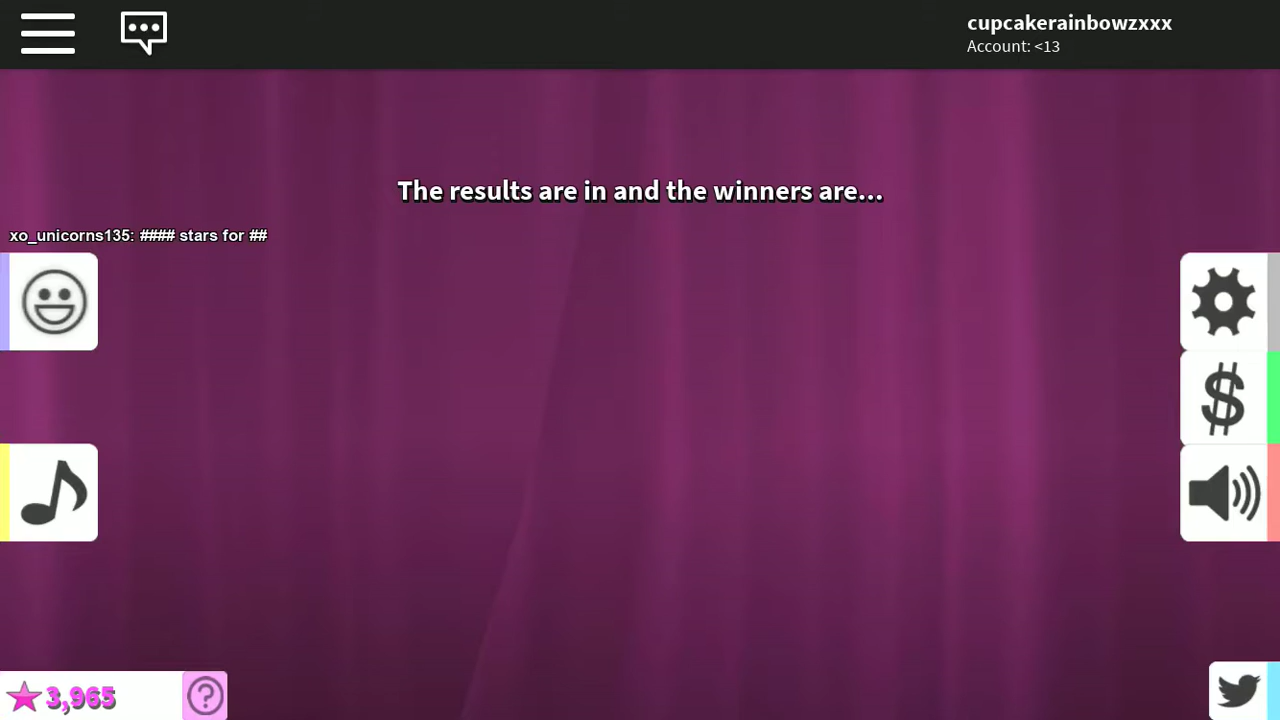 cupcakerainbowzxxx
Account: <13
The results are in and the winners are...
xo_unicorns135: #### stars for ##
$
3,965
?